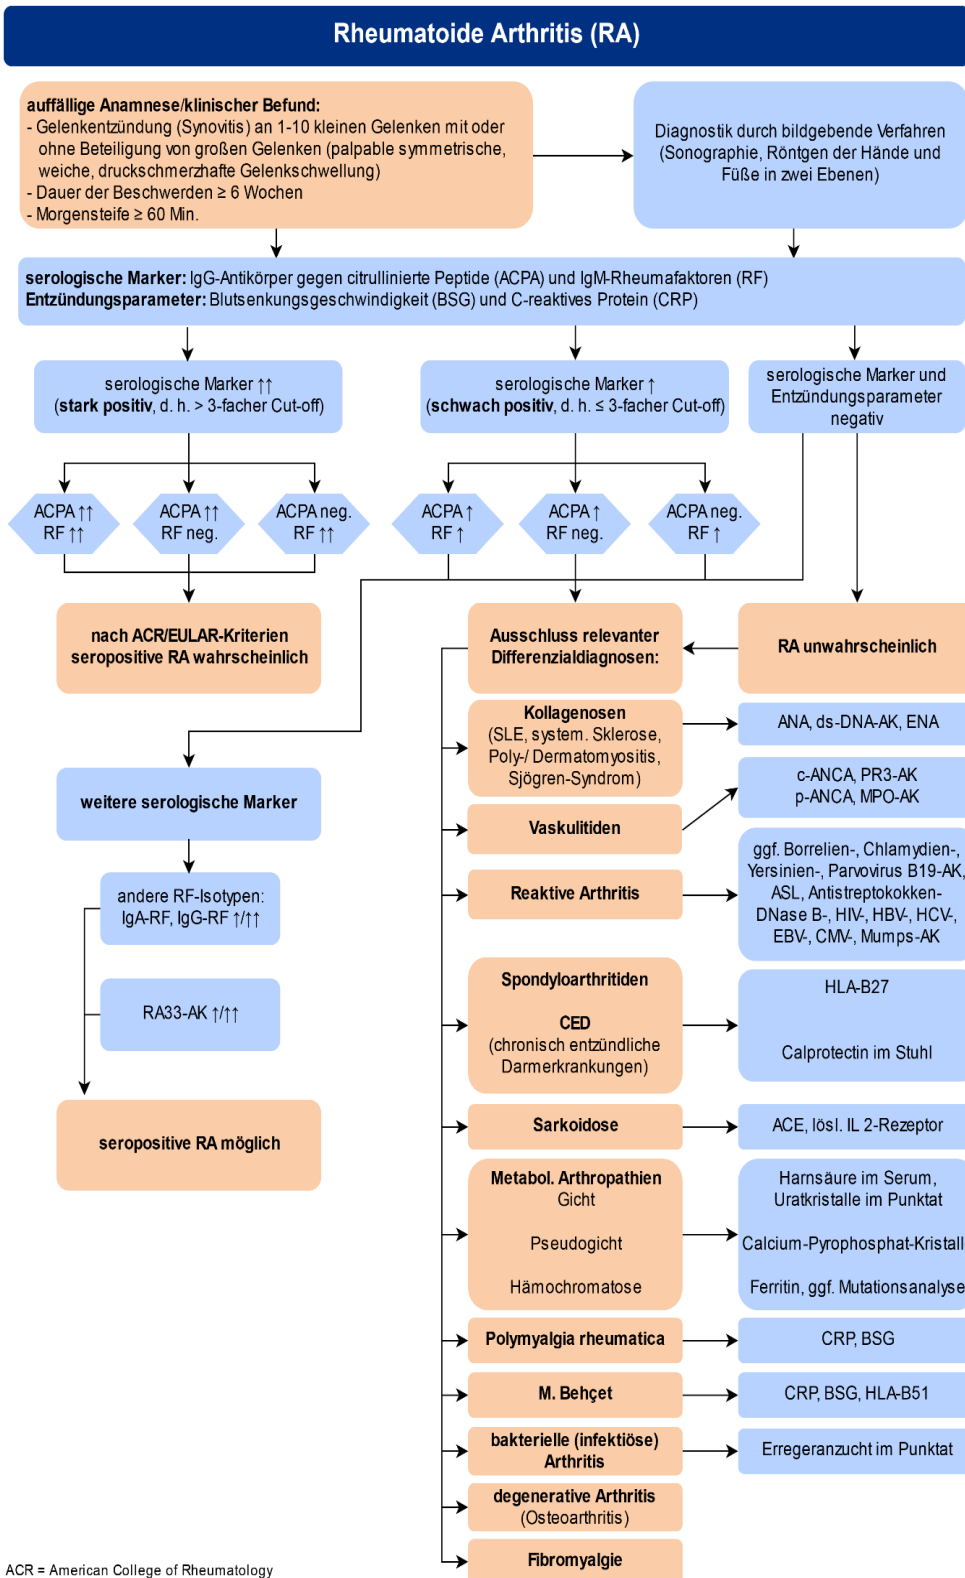 Rheumatoide Arthritis (RA)
auffällige Anamnese/klinischer Befund:
- Gelenkentzündung (Synovitis) an 1-10 kleinen Gelenken mit oder
ohne Beteiligung von großen Gelenken (palpable symmetrische,
weiche, druckschmerzhafte Gelenkschwellung)
- Dauer der Beschwerden ≥ 6 Wochen
- Morgensteife ≥ 60 Min.
Diagnostik durch bildgebende Verfahren
(Sonographie, Röntgen der Hände und
Füße in zwei Ebenen)
serologische Marker: IgG-Antikörper gegen citrullinierte Peptide (ACPA) und IgM-Rheumafaktoren (RF)
Entzündungsparameter: Blutsenkungsgeschwindigkeit (BSG) und C-reaktives Protein (CRP)
serologische Marker ↑↑
(stark positiv, d. h. > 3-facher Cut-off)
serologische Marker ↑
(schwach positiv, d. h. ≤ 3-facher Cut-off)
serologische Marker und
Entzündungsparameter
negativ
ACPA ↑↑
RF ↑↑
ACPA ↑↑
RF neg.
ACPA neg.
RF ↑↑
ACPA ↑
RF ↑
ACPA ↑
RF neg.
ACPA neg.
RF ↑
nach ACR/EULAR-Kriterien
seropositive RA wahrscheinlich
Ausschluss relevanter
Differenzialdiagnosen:
RA unwahrscheinlich
Kollagenosen
(SLE, system. Sklerose,
Poly-/ Dermatomyositis,
Sjögren-Syndrom)
ANA, ds-DNA-AK, ENA
weitere serologische Marker
Vaskulitiden
c-ANCA, PR3-AK
p-ANCA, MPO-AK
andere RF-Isotypen:
IgA-RF, IgG-RF ↑/↑↑
Reaktive Arthritis
ggf. Borrelien-, Chlamydien-,
Yersinien-, Parvovirus B19-AK,
ASL, Antistreptokokken-
DNase B-, HIV-, HBV-, HCV-,
EBV-, CMV-, Mumps-AK
RA33-AK ↑/↑↑
Spondyloarthritiden
CED
(chronisch entzündliche
Darmerkrankungen)
HLA-B27
Calprotectin im Stuhl
seropositive RA möglich
Sarkoidose
ACE, lösl. IL 2-Rezeptor
Metabol. Arthropathien
Gicht
Pseudogicht
Hämochromatose
Harnsäure im Serum,
Uratkristalle im Punktat
Calcium-Pyrophosphat-Kristall
Ferritin, ggf. Mutationsanalyse
Polymyalgia rheumatica
CRP, BSG
M. Behçet
CRP, BSG, HLA-B51
bakterielle (infektiöse)
Arthritis
Erregeranzucht im Punktat
degenerative Arthritis
(Osteoarthritis)
Fibromyalgie
ACR = American College of Rheumatology